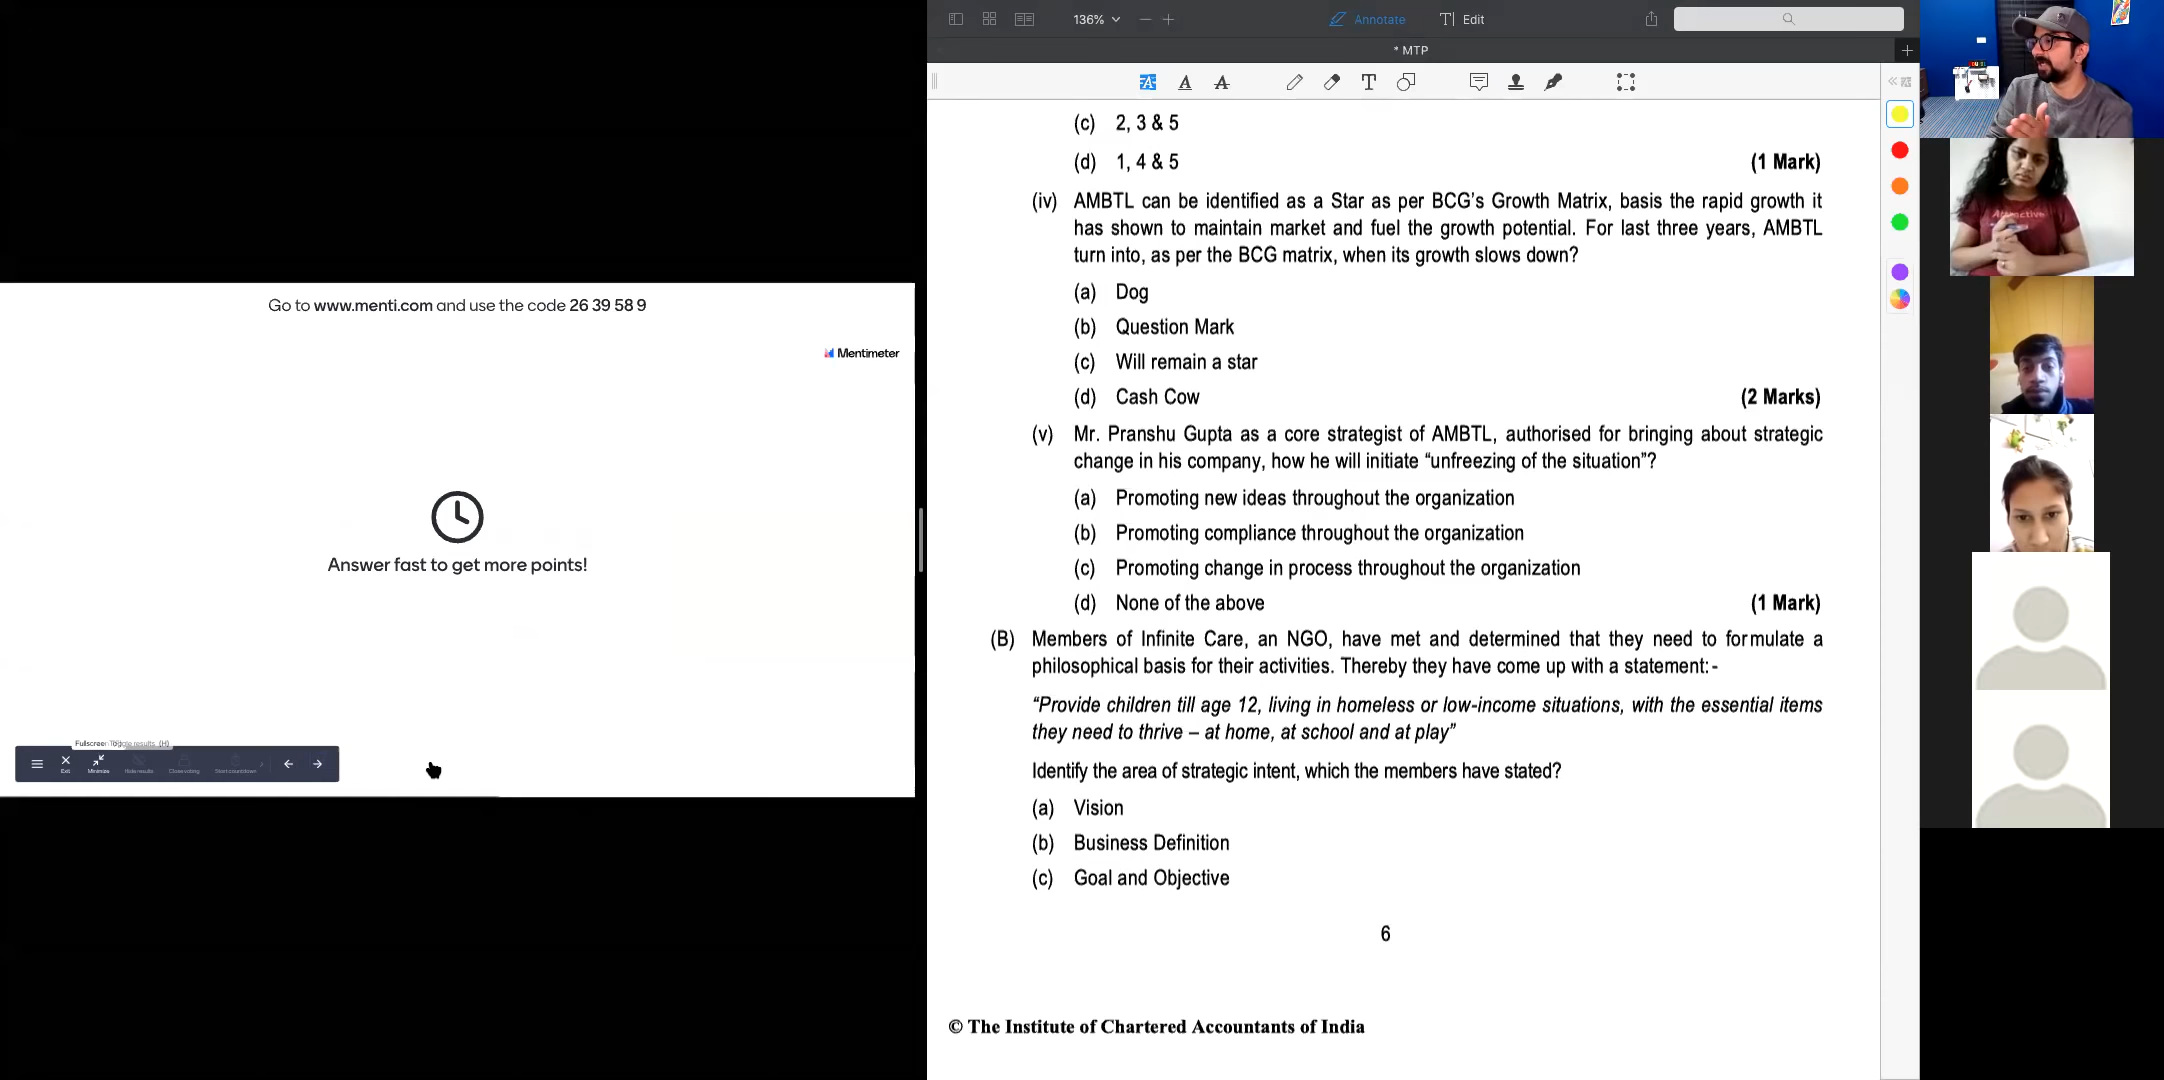 Go to www.menti.com and use the code 26 39 58 9
Mentimeter
Answer fast to get more points!
Exit
Minimize
136%
Annotate
T| Edit
* MTP
(c) 2, 3 & 5
(d) 1, 4 & 5 (1 Mark)
(iv) AMBTL can be identified as a Star as per BCG's Growth Matrix, basis the rapid growth it
has shown to maintain market and fuel the growth potential. For last three years, AMBTL
turn into, as per the BCG matrix, when its growth slows down?
(a) Dog
(b) Question Mark
(c) Will remain a star
(d) Cash Cow (2 Marks)
(v) Mr. Pranshu Gupta as a core strategist of AMBTL, authorised for bringing about strategic
change in his company, how he will initiate “unfreezing of the situation”?
(a) Promoting new ideas throughout the organization
(b) Promoting compliance throughout the organization
(c) Promoting change in process throughout the organization
(d) None of the above (1 Mark)
(B) Members of Infinite Care, an NGO, have met and determined that they need to formulate a
philosophical basis for their activities. Thereby they have come up with a statement:-
“Provide children till age 12, living in homeless or low-income situations, with the essential items
they need to thrive – at home, at school and at play”
Identify the area of strategic intent, which the members have stated?
(a) Vision
(b) Business Definition
(c) Goal and Objective
6
© The Institute of Chartered Accountants of India